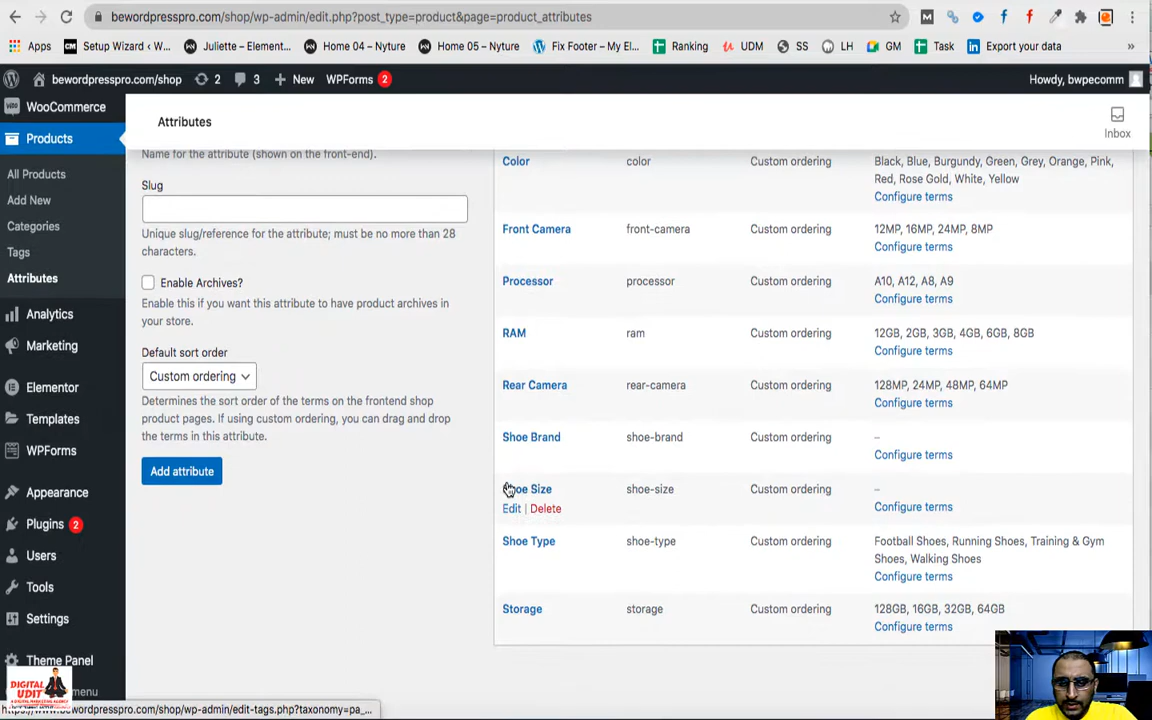 bewordpresspro.com/shop/wp-admin/edit.php?post_type=product&page=product_attributes
Apps Setup Wizard ‹ W... Juliette – Element... Home 04 – Nyture Home 05 – Nyture Fix Footer – My El... Ranking UDM SS LH GM Task Export your data »
bewordpresspro.com/shop 2 3 + New WPForms 2 Howdy, bwpecomm
WooCommerce
Products
All Products
Add New
Categories
Tags
Attributes
Analytics
Marketing
Elementor
Templates
WPForms
Appearance
Plugins 2
Users
Tools
Settings
Theme Panel
menu
DIGITAL
UDIT
Attributes
Inbox
Name for the attribute (shown on the front-end).
Slug
Unique slug/reference for the attribute; must be no more than 28
characters.
Enable Archives?
Enable this if you want this attribute to have product archives in
your store.
Default sort order
Custom ordering
Determines the sort order of the terms on the frontend shop
product pages. If using custom ordering, you can drag and drop
the terms in this attribute.
Add attribute
Color color Custom ordering Black, Blue, Burgundy, Green, Grey, Orange, Pink,
Red, Rose Gold, White, Yellow
Configure terms
Front Camera front-camera Custom ordering 12MP, 16MP, 24MP, 8MP
Configure terms
Processor processor Custom ordering A10, A12, A8, A9
Configure terms
RAM ram Custom ordering 12GB, 2GB, 3GB, 4GB, 6GB, 8GB
Configure terms
Rear Camera rear-camera Custom ordering 128MP, 24MP, 48MP, 64MP
Configure terms
Shoe Brand shoe-brand Custom ordering –
Configure terms
Shoe Size shoe-size Custom ordering –
Edit | Delete Configure terms
Shoe Type shoe-type Custom ordering Football Shoes, Running Shoes, Training & Gym
Shoes, Walking Shoes
Configure terms
Storage storage Custom ordering 128GB, 16GB, 32GB, 64GB
Configure terms
https://www.bewordpresspro.com/shop/wp-admin/edit-tags.php?taxonomy=pa_...